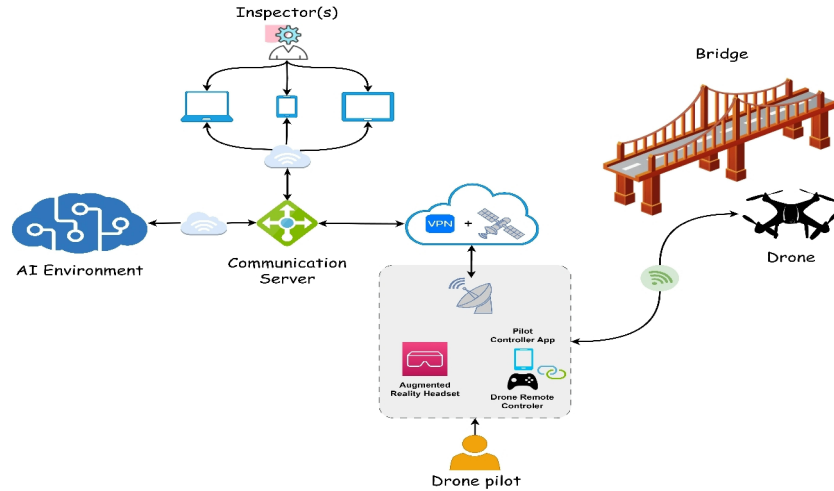 Inspector(s)
Bridge
VPN
+
AI Environment
Communication
Server
Drone
Pilot
Controller App
Augmented
Reality Headset
Drone Remote
Controler
Drone pilot